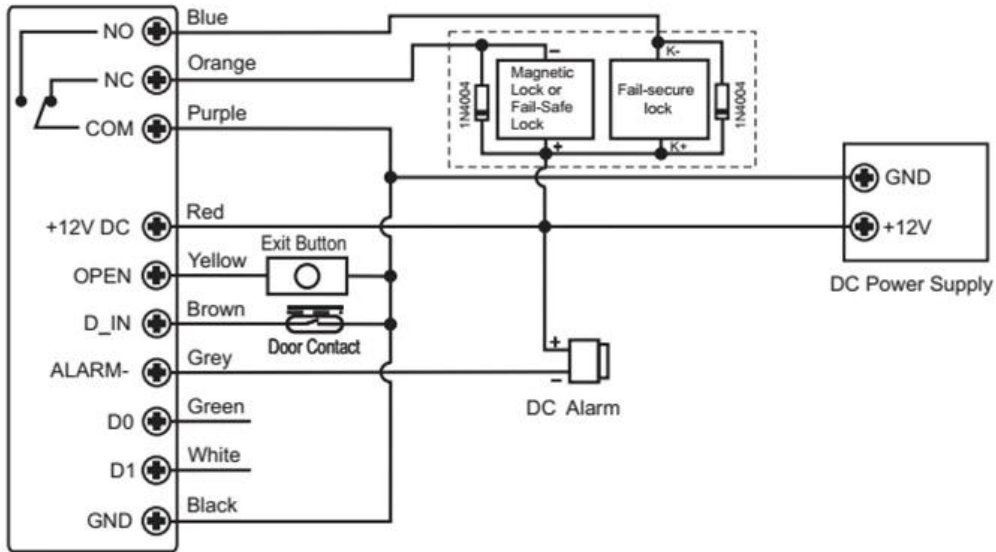 NO
Blue
NC
Orange
COM
Purple
+12V DC
Red
OPEN
Yellow
D_IN
Brown
ALARM-
Grey
D0
Green
D1
White
GND
Black
Exit Button
Door Contact
1N4004
–
Magnetic
Lock or
Fail-Safe
Lock
+
K-
Fail-secure
lock
K+
1N4004
GND
+12V
DC Power Supply
+
–
DC Alarm